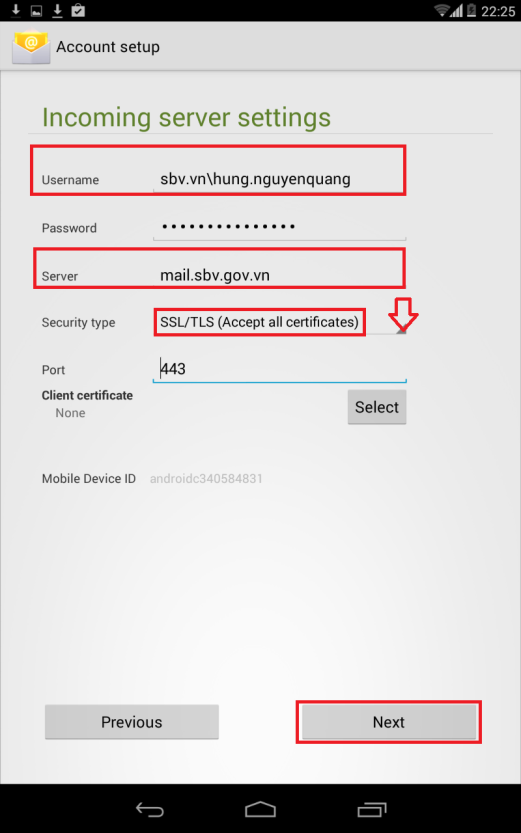 22:25
Account setup
Incoming server settings
Username sbv.vn\hung.nguyenquang
Password •••••••••••••••
Server mail.sbv.gov.vn
Security type SSL/TLS (Accept all certificates)
Port 443
Client certificate
None
Select
Mobile Device ID androidc340584831
Previous Next